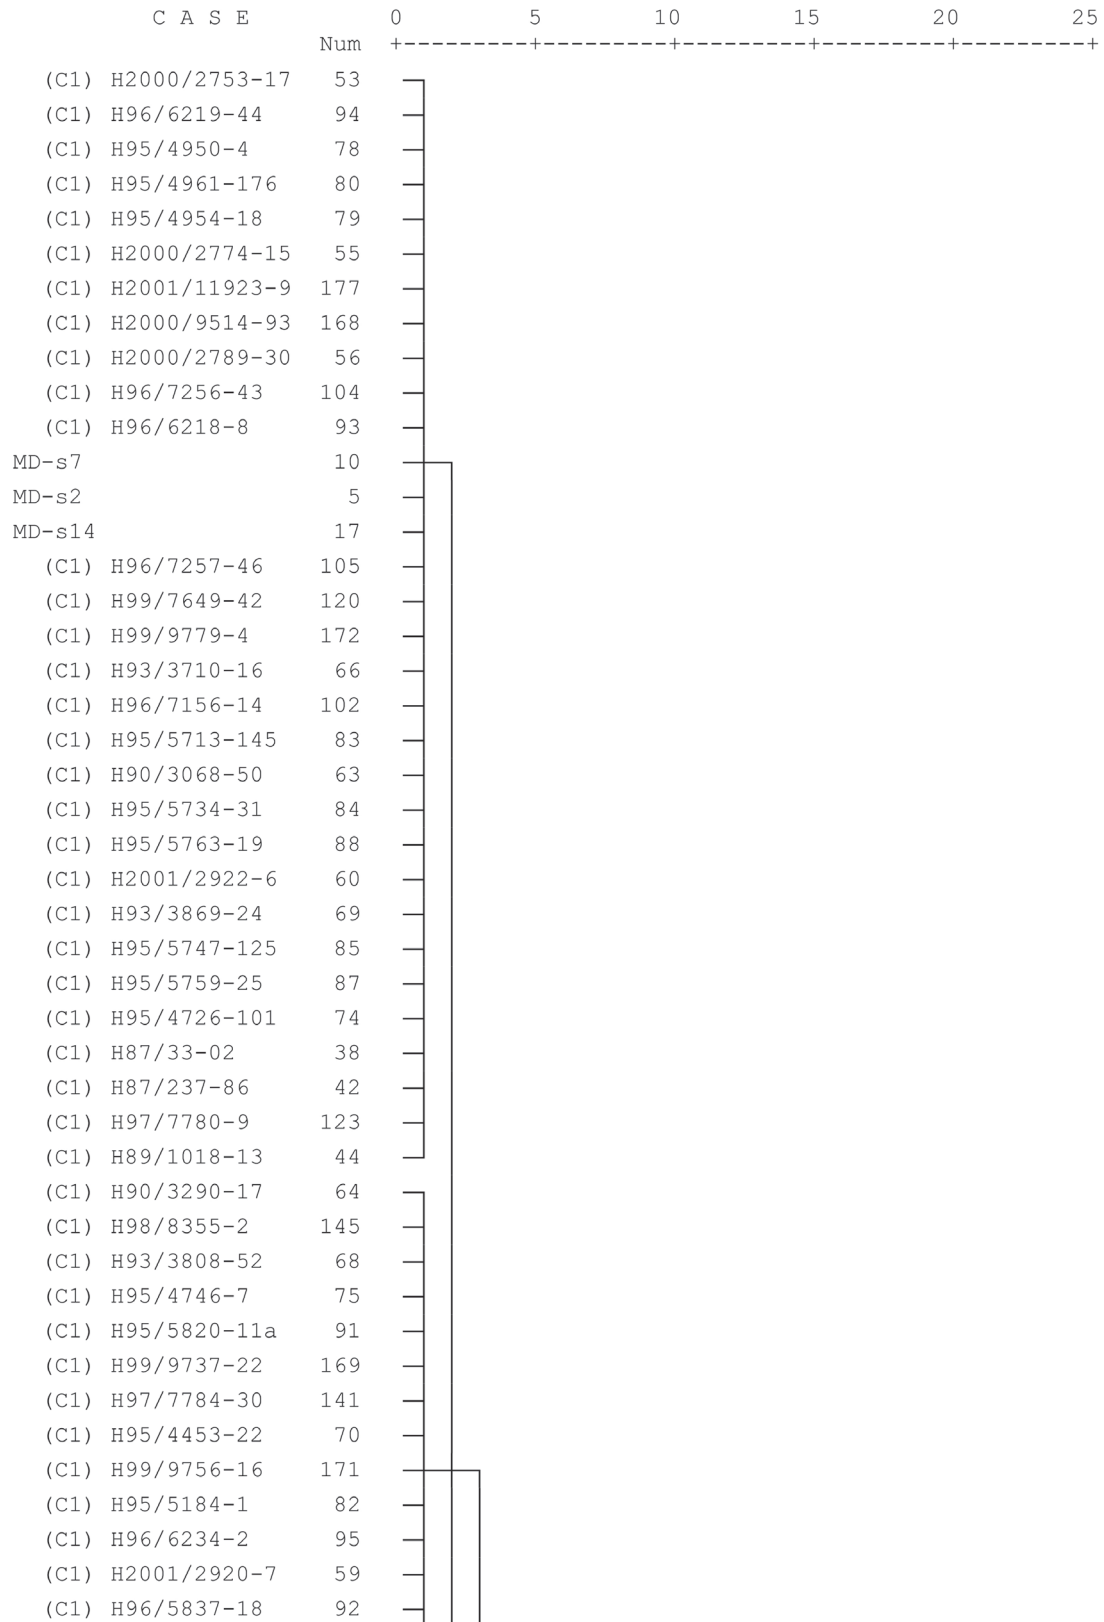 C A S E 0 5 10 15 20 25
Num +---------+---------+---------+---------+---------+
(C1) H2000/2753-17 53
(C1) H96/6219-44 94
(C1) H95/4950-4 78
(C1) H95/4961-176 80
(C1) H95/4954-18 79
(C1) H2000/2774-15 55
(C1) H2001/11923-9 177
(C1) H2000/9514-93 168
(C1) H2000/2789-30 56
(C1) H96/7256-43 104
(C1) H96/6218-8 93
MD-s7 10
MD-s2 5
MD-s14 17
(C1) H96/7257-46 105
(C1) H99/7649-42 120
(C1) H99/9779-4 172
(C1) H93/3710-16 66
(C1) H96/7156-14 102
(C1) H95/5713-145 83
(C1) H90/3068-50 63
(C1) H95/5734-31 84
(C1) H95/5763-19 88
(C1) H2001/2922-6 60
(C1) H93/3869-24 69
(C1) H95/5747-125 85
(C1) H95/5759-25 87
(C1) H95/4726-101 74
(C1) H87/33-02 38
(C1) H87/237-86 42
(C1) H97/7780-9 123
(C1) H89/1018-13 44
(C1) H90/3290-17 64
(C1) H98/8355-2 145
(C1) H93/3808-52 68
(C1) H95/4746-7 75
(C1) H95/5820-11a 91
(C1) H99/9737-22 169
(C1) H97/7784-30 141
(C1) H95/4453-22 70
(C1) H99/9756-16 171
(C1) H95/5184-1 82
(C1) H96/6234-2 95
(C1) H2001/2920-7 59
(C1) H96/5837-18 92